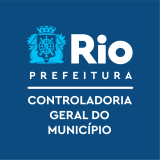 Rio
PREFEITURA
CONTROLADORIA
GERAL DO
MUNICÍPIO